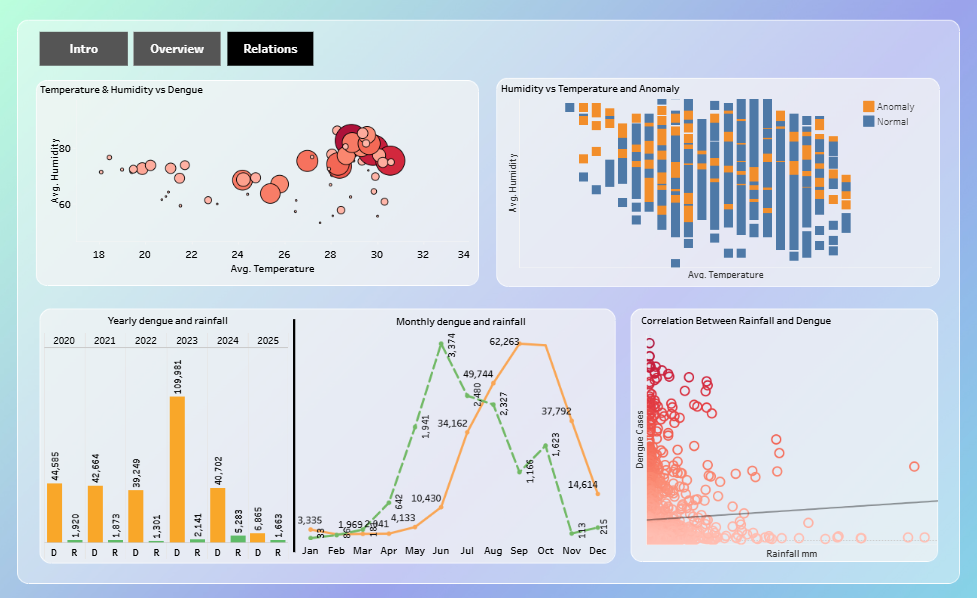 Intro Overview Relations
Temperature & Humidity vs Dengue
Avg. Humidity
80
60
18 20 22 24 26 28 30 32 34
Avg. Temperature
Humidity vs Temperature and Anomaly
Anomaly
Normal
Avg. Humidity
Avg. Temperature
Yearly dengue and rainfall
2020 2021 2022 2023 2024 2025
44,585 1,920 42,664 1,873 39,249 1,301 109,981 2,141 40,702 5,283 6,865 1,663
D R D R D R D R D R D R
Monthly dengue and rainfall
62,263
3,374
49,744
2,480
2,327
37,792
34,162
1,941
1,623
1,166
14,614
10,430
642
4,133
3,335
33
86
1,969
2,041
113
215
Jan Feb Mar Apr May Jun Jul Aug Sep Oct Nov Dec
Correlation Between Rainfall and Dengue
Dengue Cases
Rainfall mm